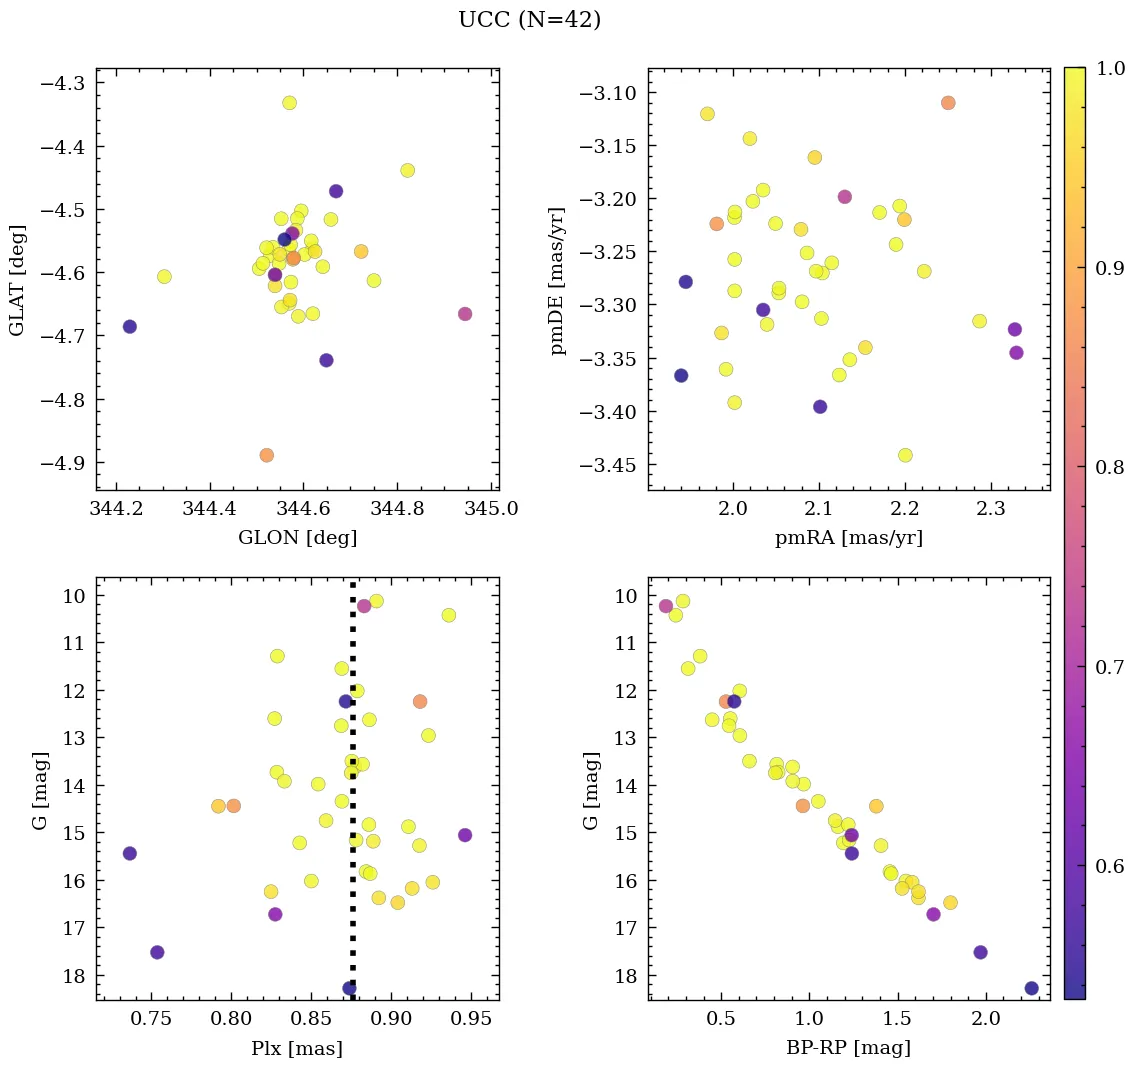 UCC (N=42)
−4.3
−4.4
−4.5
−4.6
−4.7
−4.8
−4.9
GLAT [deg]
344.2 344.4 344.6 344.8 345.0
GLON [deg]
−3.10
−3.15
−3.20
−3.25
−3.30
−3.35
−3.40
−3.45
pmDE [mas/yr]
2.0 2.1 2.2 2.3
pmRA [mas/yr]
1.0
0.9
0.8
0.7
0.6
10
11
12
13
14
15
16
17
18
G [mag]
0.75 0.80 0.85 0.90 0.95
Plx [mas]
10
11
12
13
14
15
16
17
18
G [mag]
0.5 1.0 1.5 2.0
BP-RP [mag]